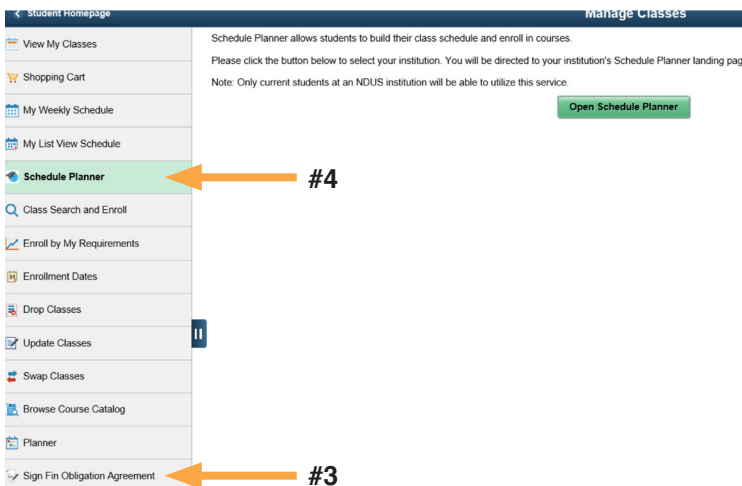 Student Homepage
Manage Classes
View My Classes
Shopping Cart
My Weekly Schedule
My List View Schedule
Schedule Planner
Class Search and Enroll
Enroll by My Requirements
Enrollment Dates
Drop Classes
Update Classes
Swap Classes
Browse Course Catalog
Planner
Sign Fin Obligation Agreement
Schedule Planner allows students to build their class schedule and enroll in courses.
Please click the button below to select your institution. You will be directed to your institution's Schedule Planner landing pag
Note: Only current students at an NDUS institution will be able to utilize this service.
Open Schedule Planner
#4
#3